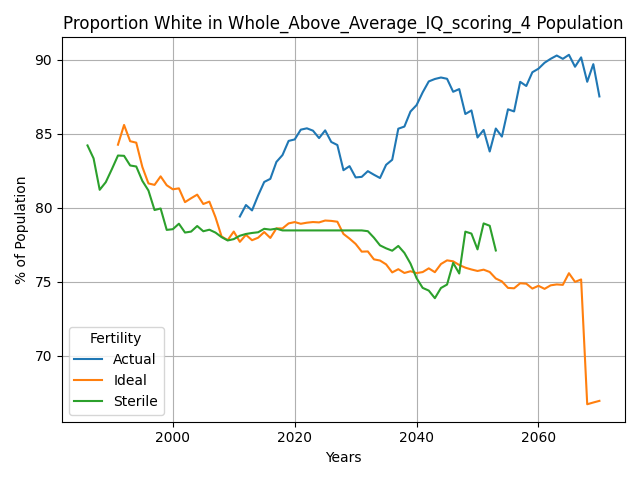 Proportion White in Whole_Above_Average_IQ_scoring_4 Population
% of Population
90
85
80
75
70
Fertility
Actual
Ideal
Sterile
2000
2020
2040
2060
Years